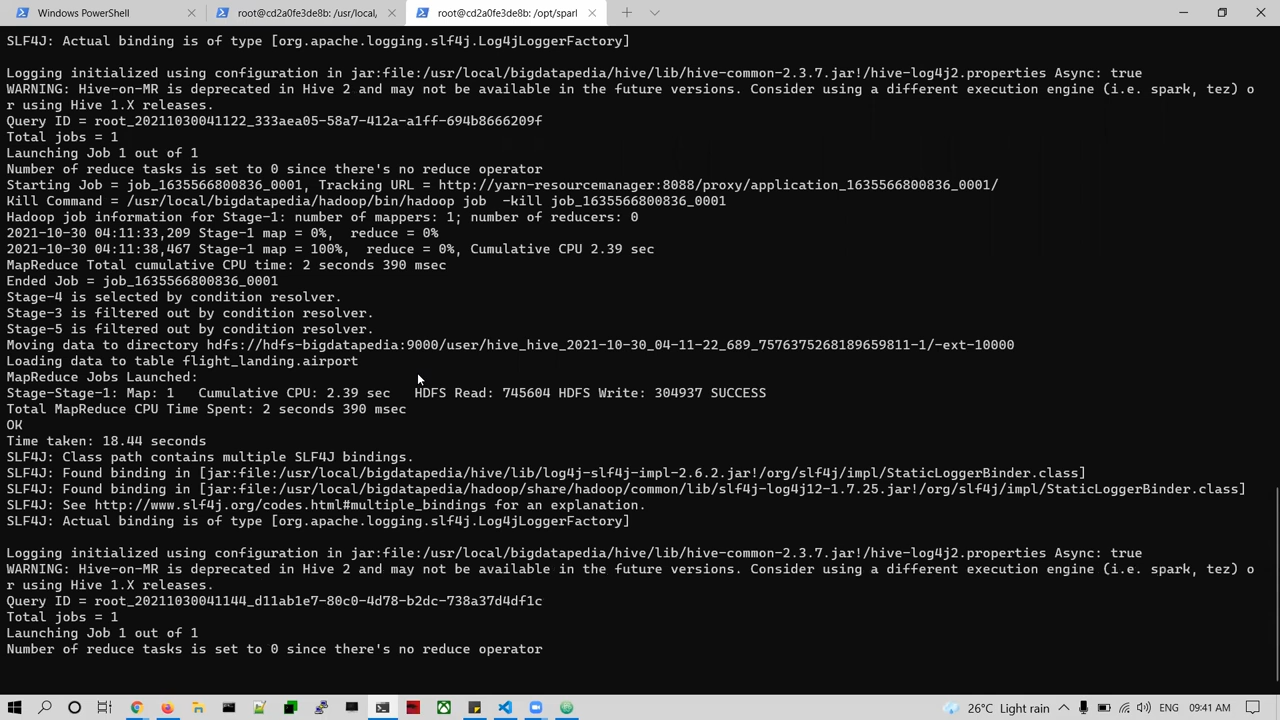 Windows PowerShell
root@cd2a0fe3de8b: /usr/local,
root@cd2a0fe3de8b: /opt/sparl
SLF4J: Actual binding is of type [org.apache.logging.slf4j.Log4jLoggerFactory]
Logging initialized using configuration in jar:file:/usr/local/bigdatapedia/hive/lib/hive-common-2.3.7.jar!/hive-log4j2.properties Async: true
WARNING: Hive-on-MR is deprecated in Hive 2 and may not be available in the future versions. Consider using a different execution engine (i.e. spark, tez) o
r using Hive 1.X releases.
Query ID = root_20211030041122_333aea05-58a7-412a-a1ff-694b8666209f
Total jobs = 1
Launching Job 1 out of 1
Number of reduce tasks is set to 0 since there's no reduce operator
Starting Job = job_1635566800836_0001, Tracking URL = http://yarn-resourcemanager:8088/proxy/application_1635566800836_0001/
Kill Command = /usr/local/bigdatapedia/hadoop/bin/hadoop job  -kill job_1635566800836_0001
Hadoop job information for Stage-1: number of mappers: 1; number of reducers: 0
2021-10-30 04:11:33,209 Stage-1 map = 0%,  reduce = 0%
2021-10-30 04:11:38,467 Stage-1 map = 100%,  reduce = 0%, Cumulative CPU 2.39 sec
MapReduce Total cumulative CPU time: 2 seconds 390 msec
Ended Job = job_1635566800836_0001
Stage-4 is selected by condition resolver.
Stage-3 is filtered out by condition resolver.
Stage-5 is filtered out by condition resolver.
Moving data to directory hdfs://hdfs-bigdatapedia:9000/user/hive_hive_2021-10-30_04-11-22_689_7576375268189659811-1/-ext-10000
Loading data to table flight_landing.airport
MapReduce Jobs Launched:
Stage-Stage-1: Map: 1   Cumulative CPU: 2.39 sec   HDFS Read: 745604 HDFS Write: 304937 SUCCESS
Total MapReduce CPU Time Spent: 2 seconds 390 msec
OK
Time taken: 18.44 seconds
SLF4J: Class path contains multiple SLF4J bindings.
SLF4J: Found binding in [jar:file:/usr/local/bigdatapedia/hive/lib/log4j-slf4j-impl-2.6.2.jar!/org/slf4j/impl/StaticLoggerBinder.class]
SLF4J: Found binding in [jar:file:/usr/local/bigdatapedia/hadoop/share/hadoop/common/lib/slf4j-log4j12-1.7.25.jar!/org/slf4j/impl/StaticLoggerBinder.class]
SLF4J: See http://www.slf4j.org/codes.html#multiple_bindings for an explanation.
SLF4J: Actual binding is of type [org.apache.logging.slf4j.Log4jLoggerFactory]
Logging initialized using configuration in jar:file:/usr/local/bigdatapedia/hive/lib/hive-common-2.3.7.jar!/hive-log4j2.properties Async: true
WARNING: Hive-on-MR is deprecated in Hive 2 and may not be available in the future versions. Consider using a different execution engine (i.e. spark, tez) o
r using Hive 1.X releases.
Query ID = root_20211030041144_d11ab1e7-80c0-4d78-b2dc-738a37d4df1c
Total jobs = 1
Launching Job 1 out of 1
Number of reduce tasks is set to 0 since there's no reduce operator
26°C Light rain
ENG
09:41 AM